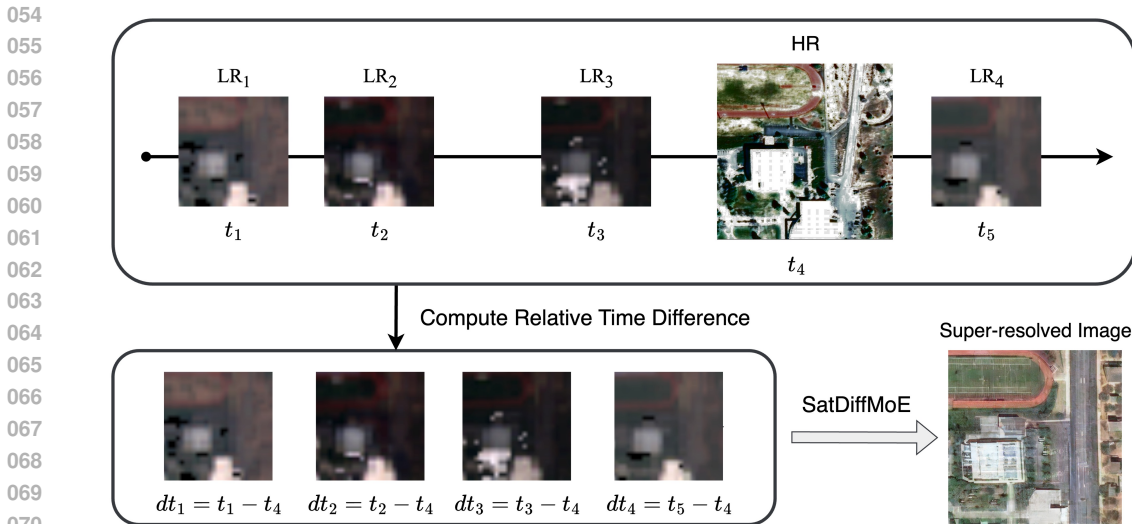 054
055
056
057
058
059
060
061
062
063
064
065
066
067
068
069
070
HR
LR₁ LR₂ LR₃ LR₄
t₁ t₂ t₃ t₅
t₄
Compute Relative Time Difference
Super-resolved Image
SatDiffMoE
dt₁ = t₁ − t₄ dt₂ = t₂ − t₄ dt₃ = t₃ − t₄ dt₄ = t₅ − t₄